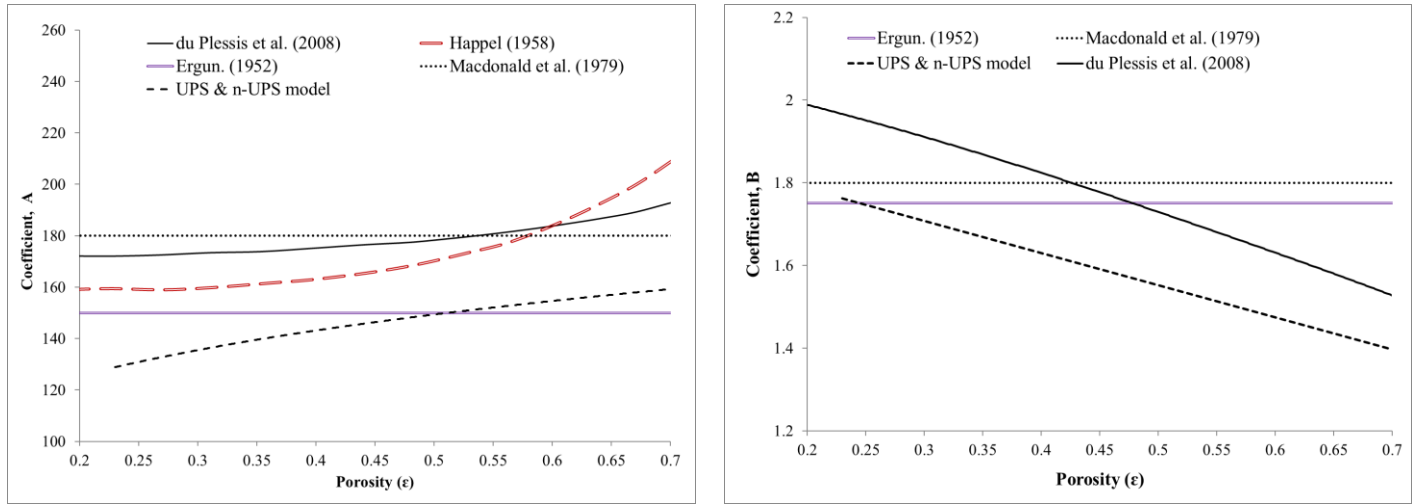 260
240
220
200
180
160
140
120
100
Coefficient, A
du Plessis et al. (2008) Happel (1958)
Ergun. (1952) Macdonald et al. (1979)
UPS & n-UPS model
0.2 0.25 0.3 0.35 0.4 0.45 0.5 0.55 0.6 0.65 0.7
Porosity (ε)
2.2
2
1.8
1.6
1.4
1.2
Coefficient, B
Ergun. (1952) Macdonald et al. (1979)
UPS & n-UPS model du Plessis et al. (2008)
0.2 0.25 0.3 0.35 0.4 0.45 0.5 0.55 0.6 0.65 0.7
Porosity (ε)